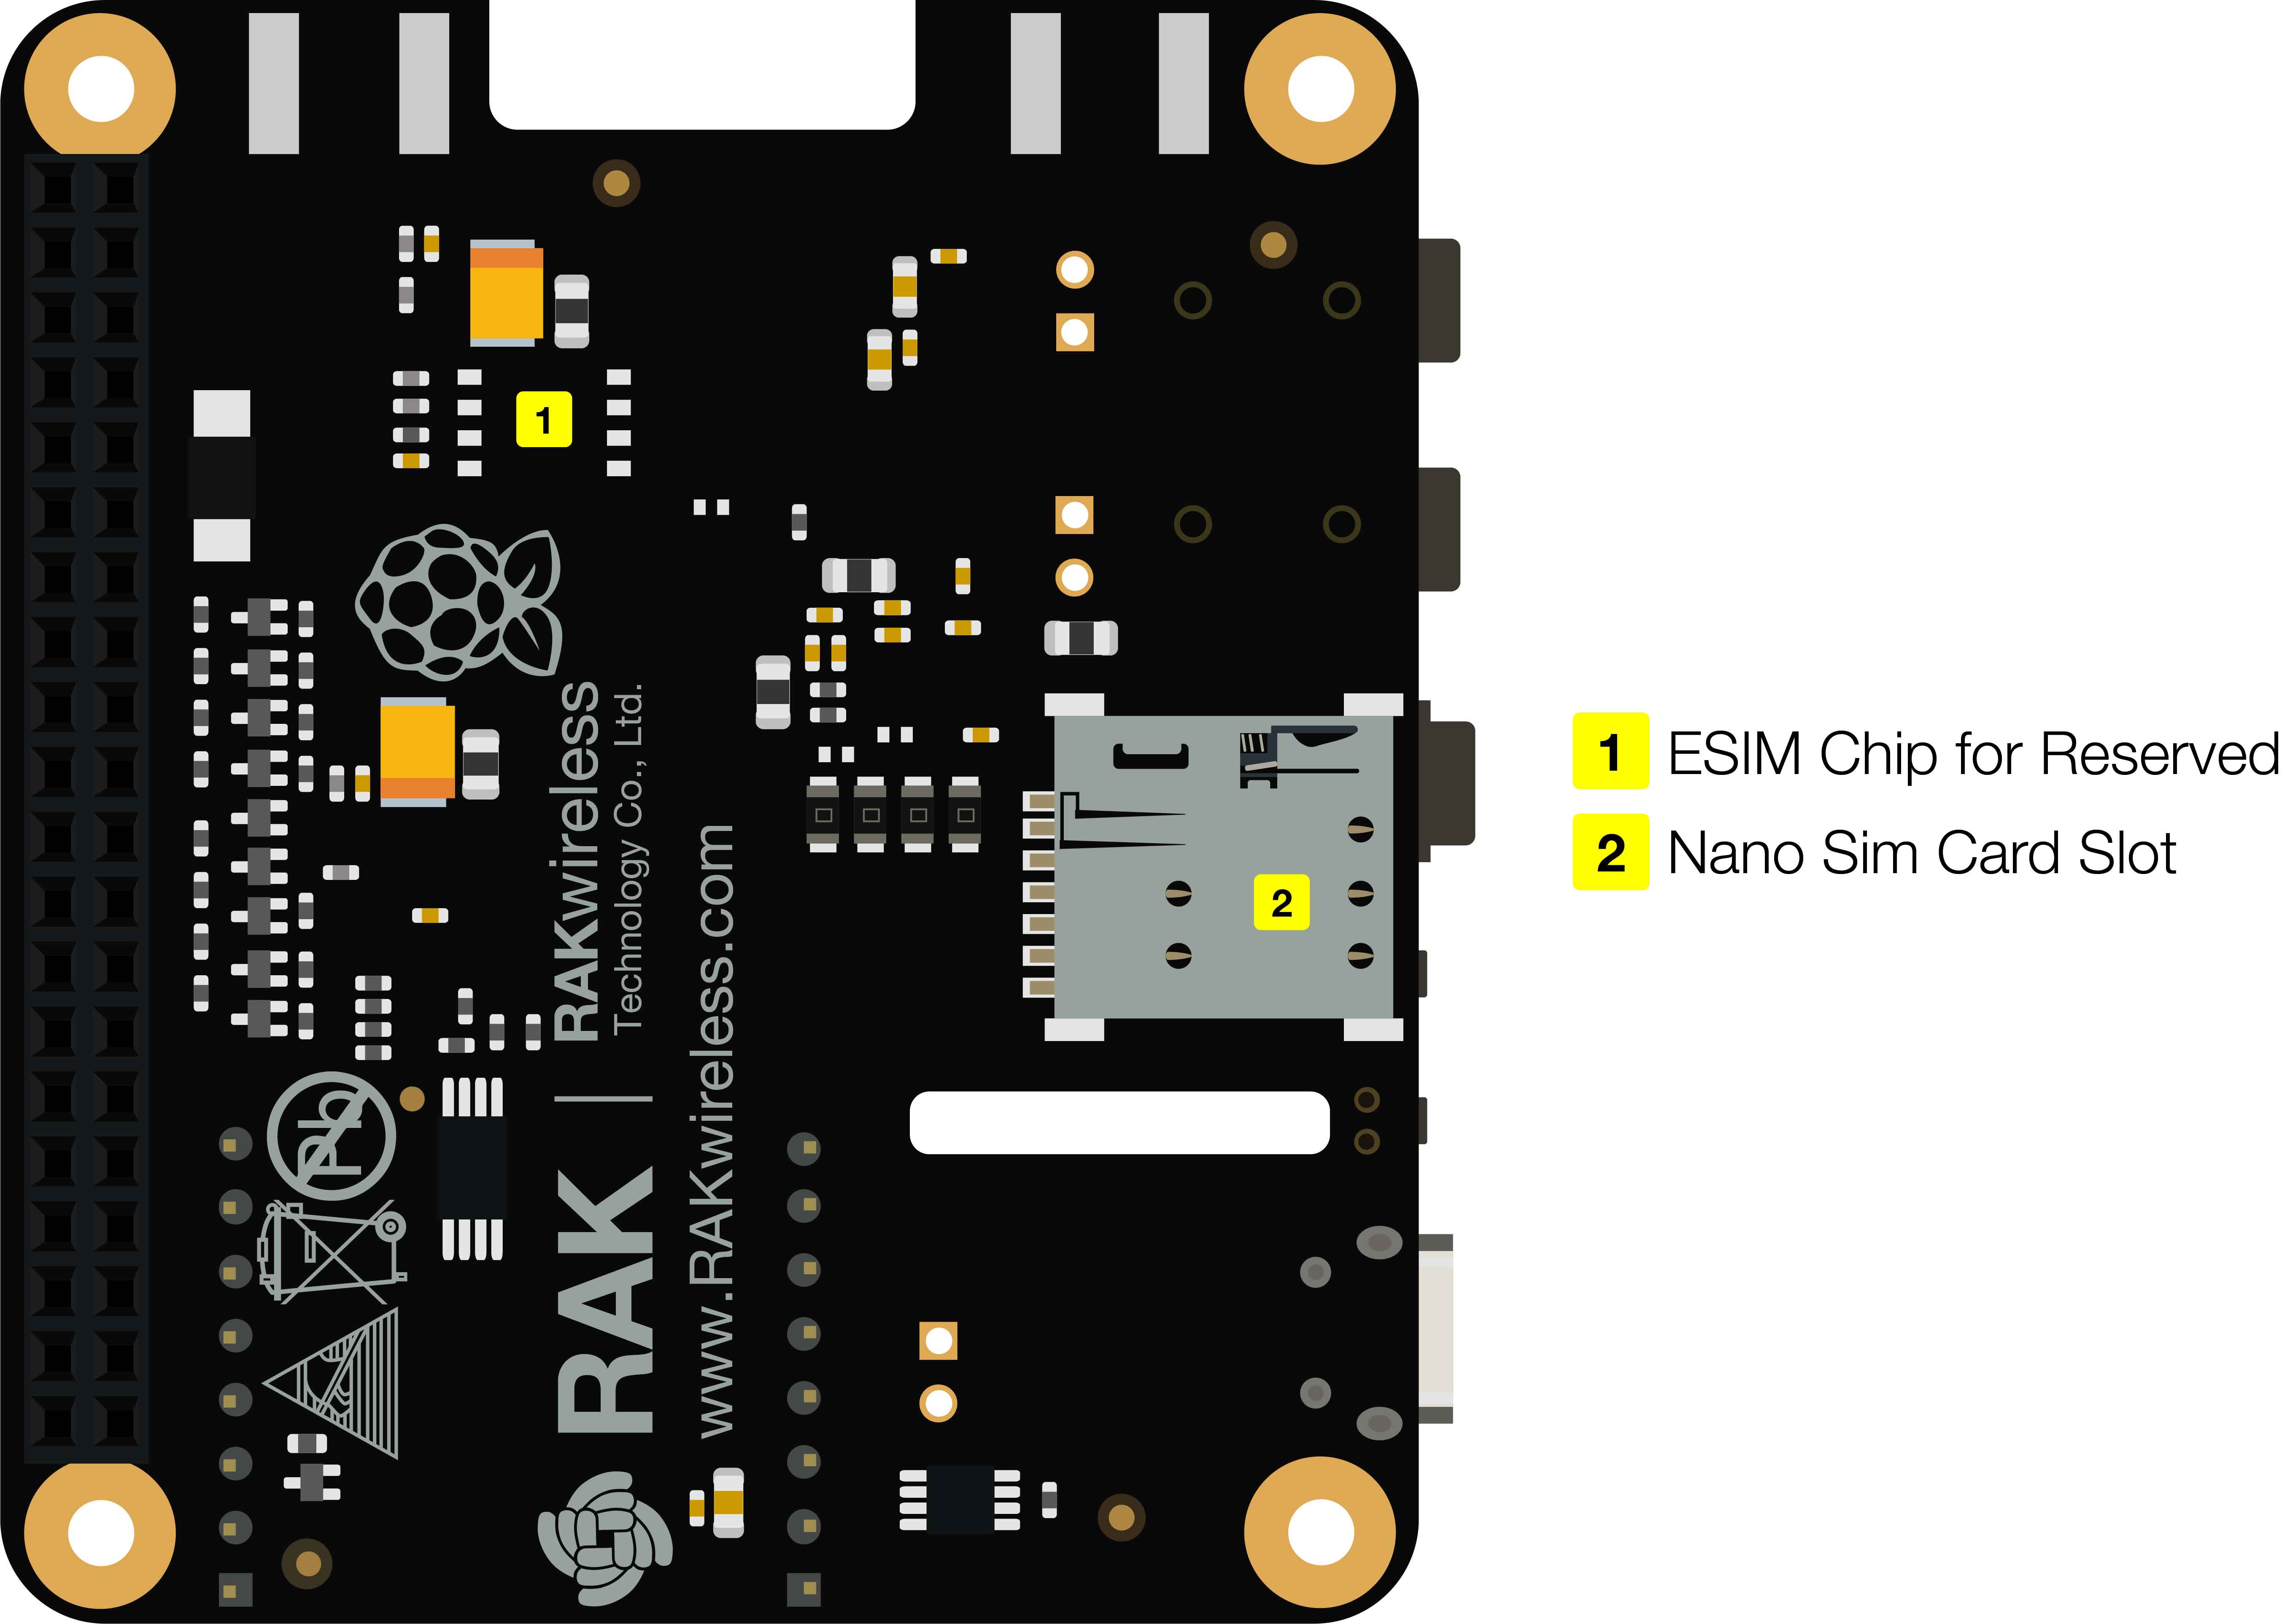 1
RAKwireless
Technology Co., Ltd.
RAK |
www.RAKwireless.com
Pb
2
1 ESIM Chip for Reserved
2 Nano Sim Card Slot